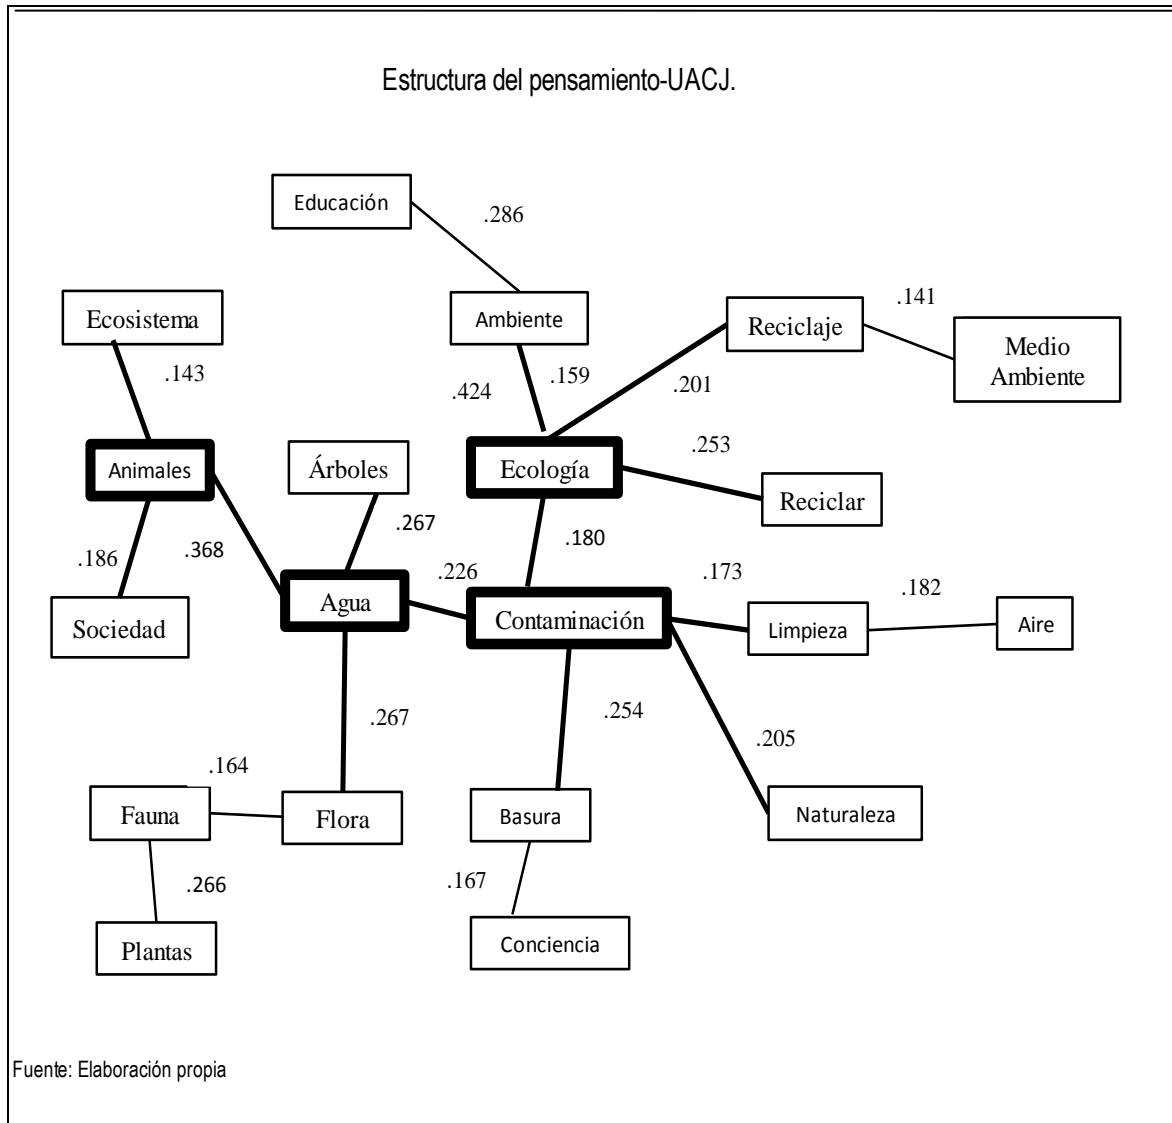 Estructura del pensamiento-UACJ.
Educación
.286
Ecosistema
Ambiente
.141
Reciclaje
Medio
Ambiente
.143
.159
.424
.201
Animales
Árboles
Ecología
.253
Reciclar
.267
.186
.368
.180
.226
.173
.182
Agua
Contaminación
Limpieza
Aire
Sociedad
.254
.267
.205
.164
Fauna
Flora
Basura
Naturaleza
.266
.167
Plantas
Conciencia
Fuente: Elaboración propia